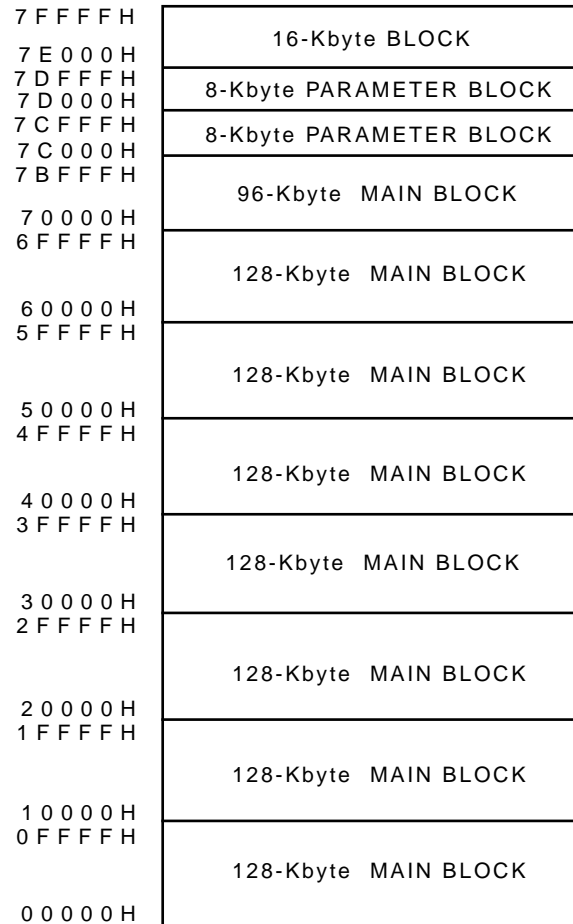 7FFFFH
16-Kbyte BLOCK
7E000H
7DFFFH
8-Kbyte PARAMETER BLOCK
7D000H
7CFFFH
8-Kbyte PARAMETER BLOCK
7C000H
7BFFFH
96-Kbyte MAIN BLOCK
70000H
6FFFFH
128-Kbyte MAIN BLOCK
60000H
5FFFFH
128-Kbyte MAIN BLOCK
50000H
4FFFFH
128-Kbyte MAIN BLOCK
40000H
3FFFFH
128-Kbyte MAIN BLOCK
30000H
2FFFFH
128-Kbyte MAIN BLOCK
20000H
1FFFFH
128-Kbyte MAIN BLOCK
10000H
0FFFFH
128-Kbyte MAIN BLOCK
00000H